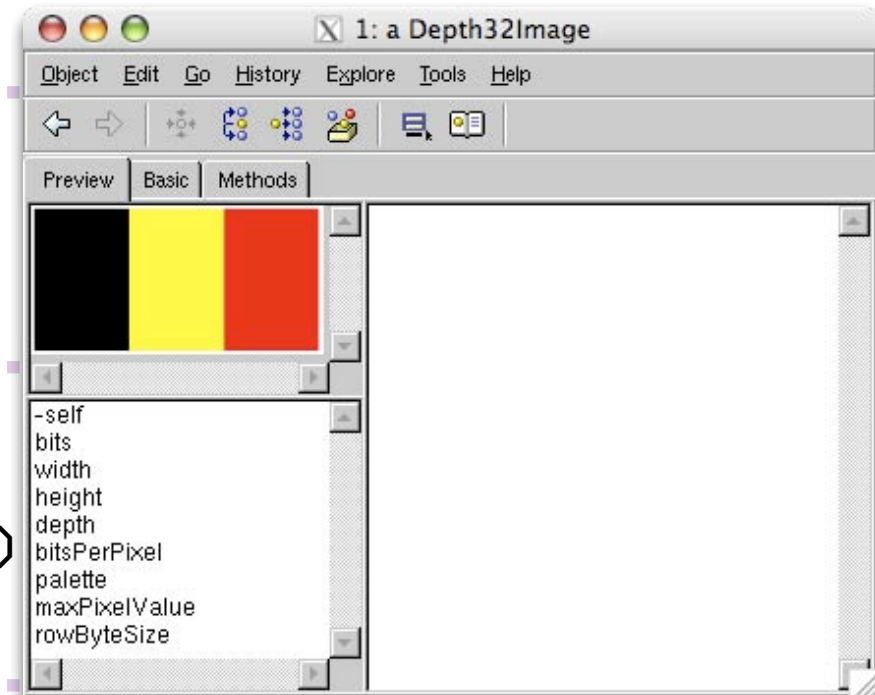 1: a Depth32Image
Object Edit Go History Explore Tools Help
Preview Basic Methods
-self
bits
width
height
depth
bitsPerPixel
palette
maxPixelValue
rowByteSize